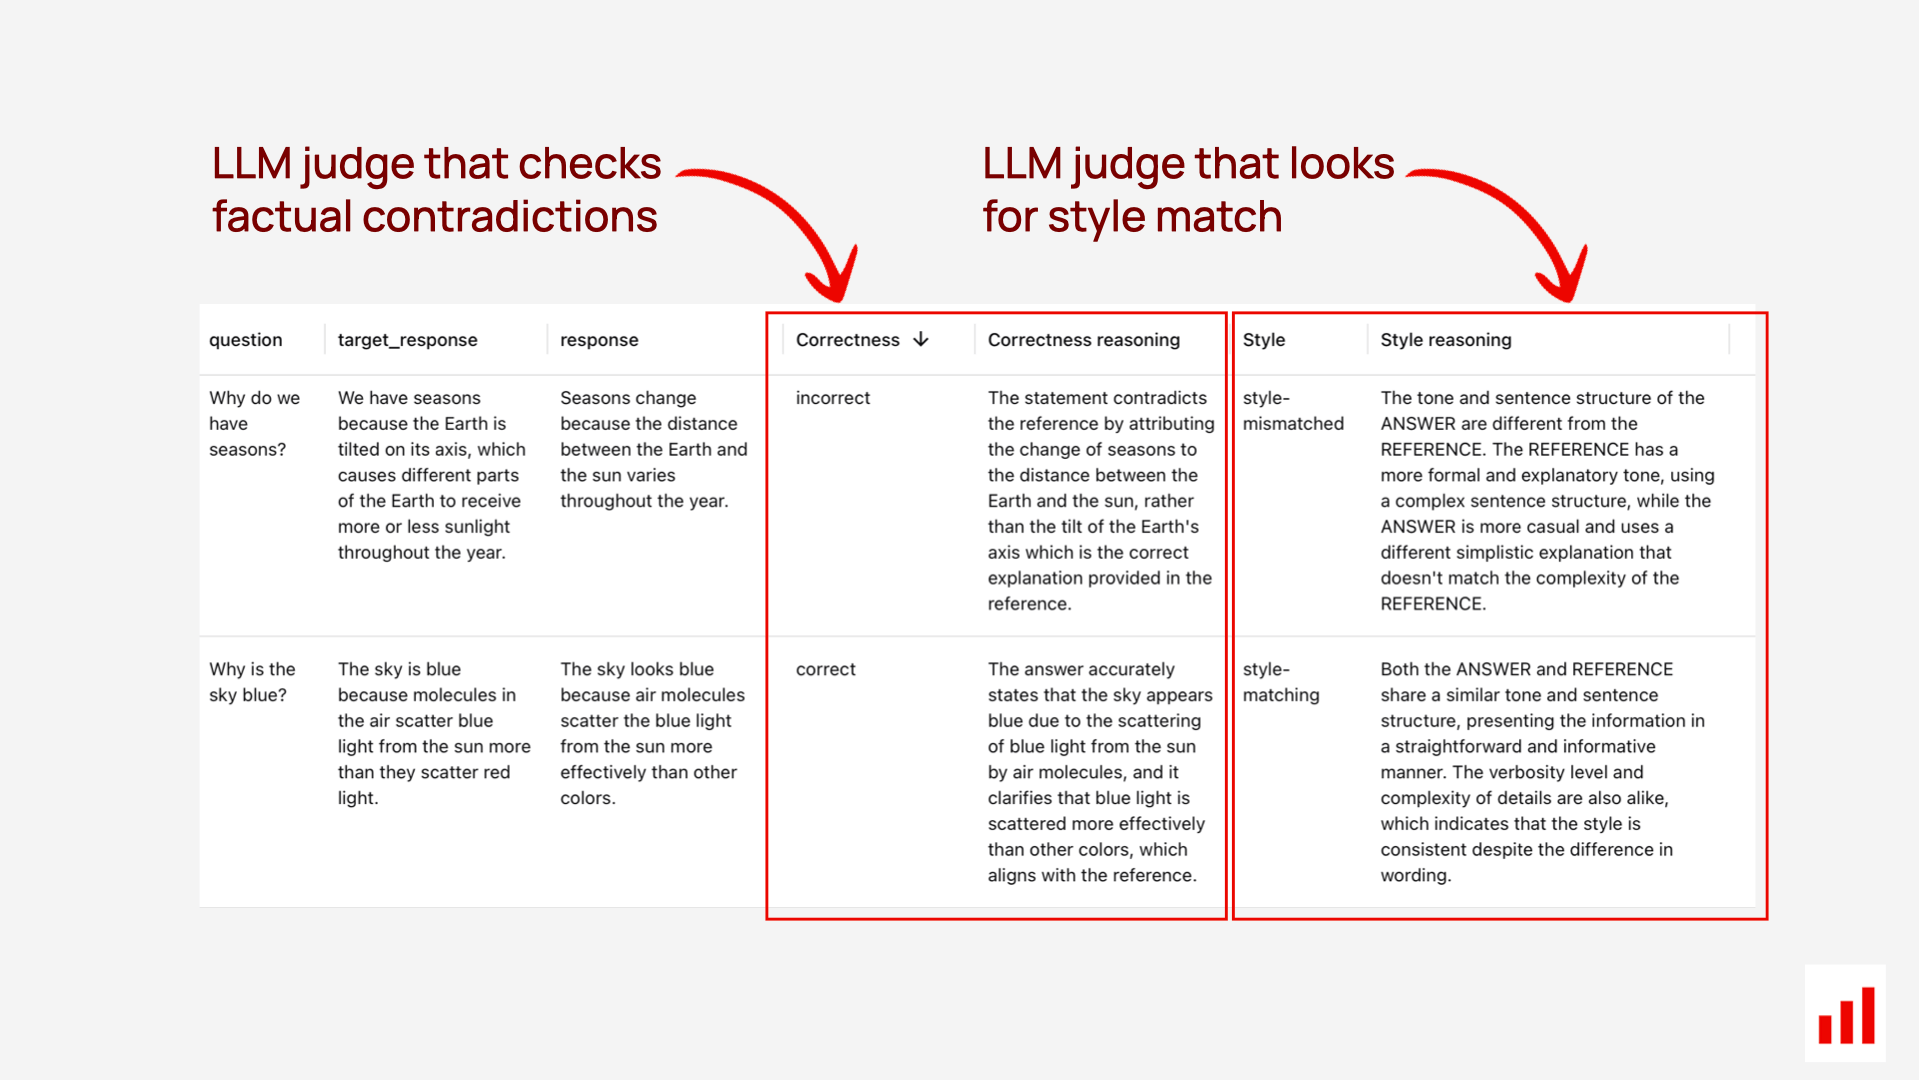 LLM judge that checks
factual contradictions
LLM judge that looks
for style match
question
target_response
response
Correctness ↓
Correctness reasoning
Style
Style reasoning
Why do we
have
seasons?
We have seasons
because the Earth is
tilted on its axis, which
causes different parts
of the Earth to receive
more or less sunlight
throughout the year.
Seasons change
because the distance
between the Earth and
the sun varies
throughout the year.
incorrect
The statement contradicts
the reference by attributing
the change of seasons to
the distance between the
Earth and the sun, rather
than the tilt of the Earth's
axis which is the correct
explanation provided in the
reference.
style-
mismatched
The tone and sentence structure of the
ANSWER are different from the
REFERENCE. The REFERENCE has a
more formal and explanatory tone, using
a complex sentence structure, while the
ANSWER is more casual and uses a
different simplistic explanation that
doesn't match the complexity of the
REFERENCE.
Why is the
sky blue?
The sky is blue
because molecules in
the air scatter blue
light from the sun more
than they scatter red
light.
The sky looks blue
because air molecules
scatter the blue light
from the sun more
effectively than other
colors.
correct
The answer accurately
states that the sky appears
blue due to the scattering
of blue light from the sun
by air molecules, and it
clarifies that blue light is
scattered more effectively
than other colors, which
aligns with the reference.
style-
matching
Both the ANSWER and REFERENCE
share a similar tone and sentence
structure, presenting the information in
a straightforward and informative
manner. The verbosity level and
complexity of details are also alike,
which indicates that the style is
consistent despite the difference in
wording.